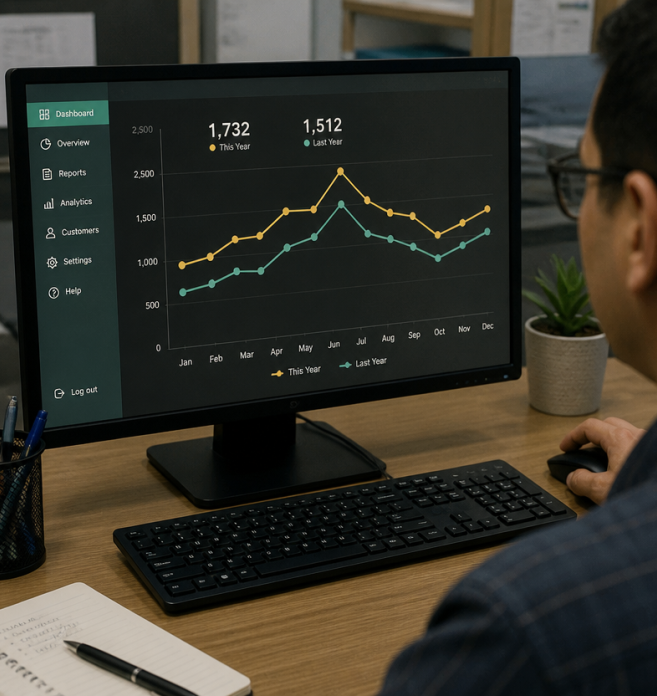 Dashboard
Overview
Reports
Analytics
Customers
Settings
Help
Log out
1,732
This Year
1,512
Last Year
2,500
2,500
1,500
1,000
500
0
Jan Feb Mar Apr May Jun Jul Aug Sep Oct Nov Dec
This Year Last Year